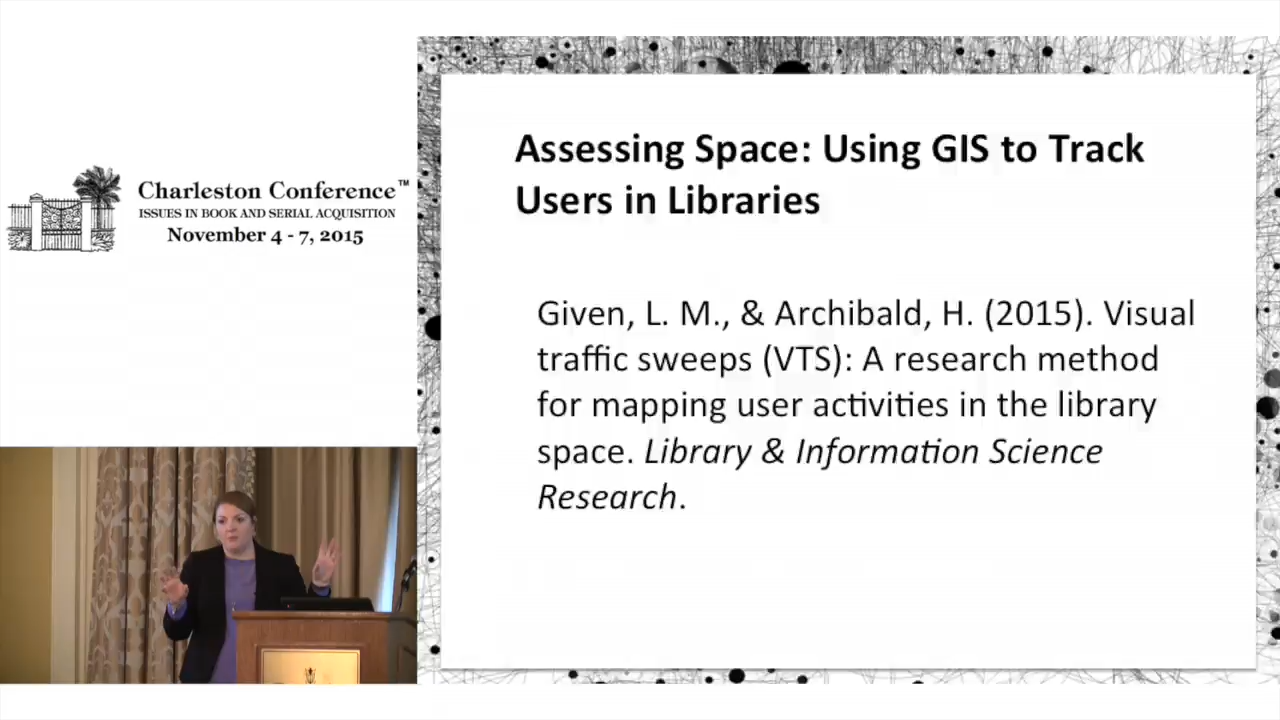 Charleston Conference™
ISSUES IN BOOK AND SERIAL ACQUISITION
November 4 - 7, 2015
Assessing Space: Using GIS to Track
Users in Libraries
Given, L. M., & Archibald, H. (2015). Visual
traffic sweeps (VTS): A research method
for mapping user activities in the library
space. Library & Information Science
Research.